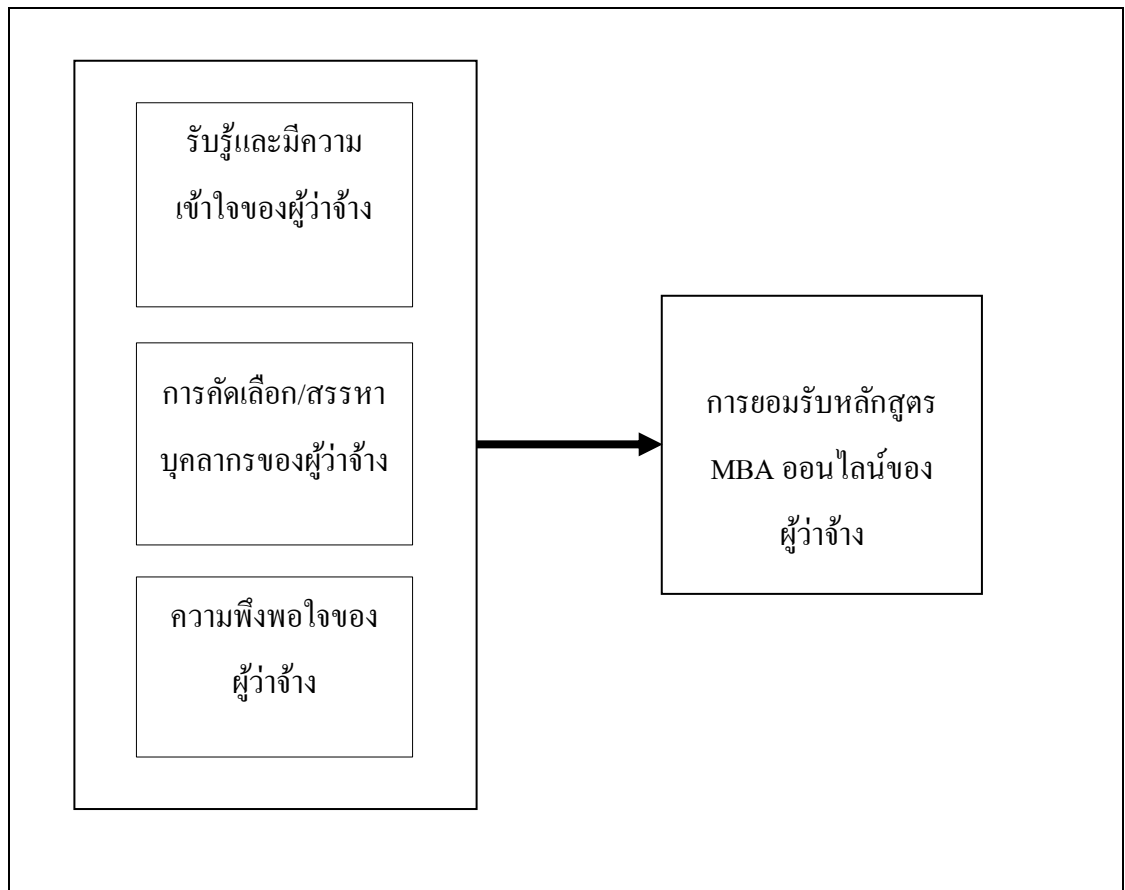 รับรู้และมีความ
เข้าใจของผู้ว่าจ้าง
การคัดเลือก/สรรหา
บุคลากรของผู้ว่าจ้าง
ความพึงพอใจของ
ผู้ว่าจ้าง
การยอมรับหลักสูตร
MBA ออนไลน์ของ
ผู้ว่าจ้าง